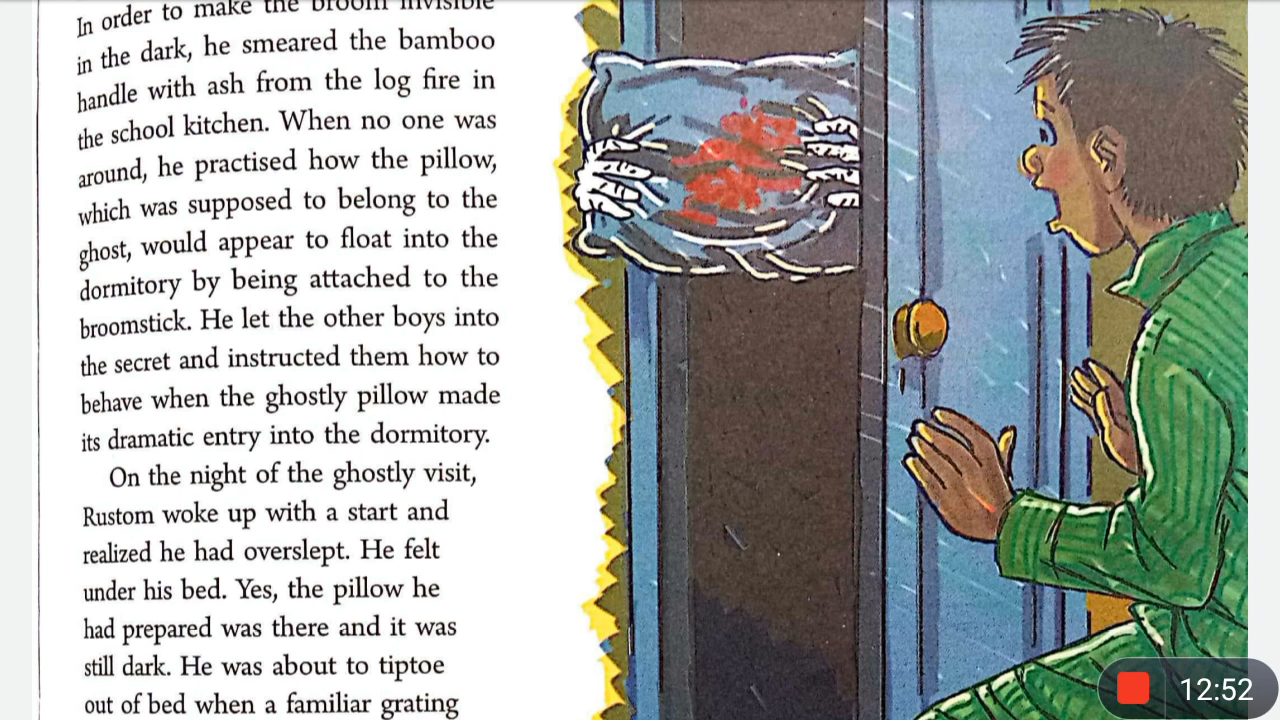 In order to make the broom invisible
in the dark, he smeared the bamboo
handle with ash from the log fire in
the school kitchen. When no one was
around, he practised how the pillow,
which was supposed to belong to the
ghost, would appear to float into the
dormitory by being attached to the
broomstick. He let the other boys into
the secret and instructed them how to
behave when the ghostly pillow made
its dramatic entry into the dormitory.
On the night of the ghostly visit,
Rustom woke up with a start and
realized he had overslept. He felt
under his bed. Yes, the pillow he
had prepared was there and it was
still dark. He was about to tiptoe
out of bed when a familiar grating
12:52